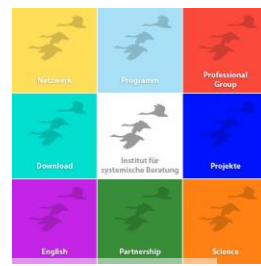 Netzwerk
Programm
Professional
Group
Download
Institut für
systemische Beratung
Projekte
English
Partnership
Science